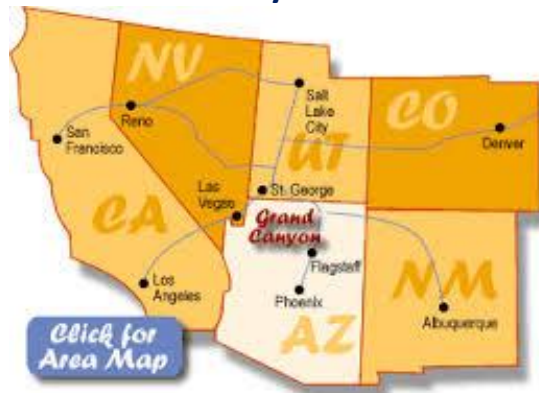 NV
Salt
Lake
City
CO
Reno
San
Francisco
Denver
UT
Las
Vegas
St. George
CA
Grand
Canyon
Flagstaff
Los
Angeles
Phoenix
NM
Albuquerque
AZ
Click for
Area Map